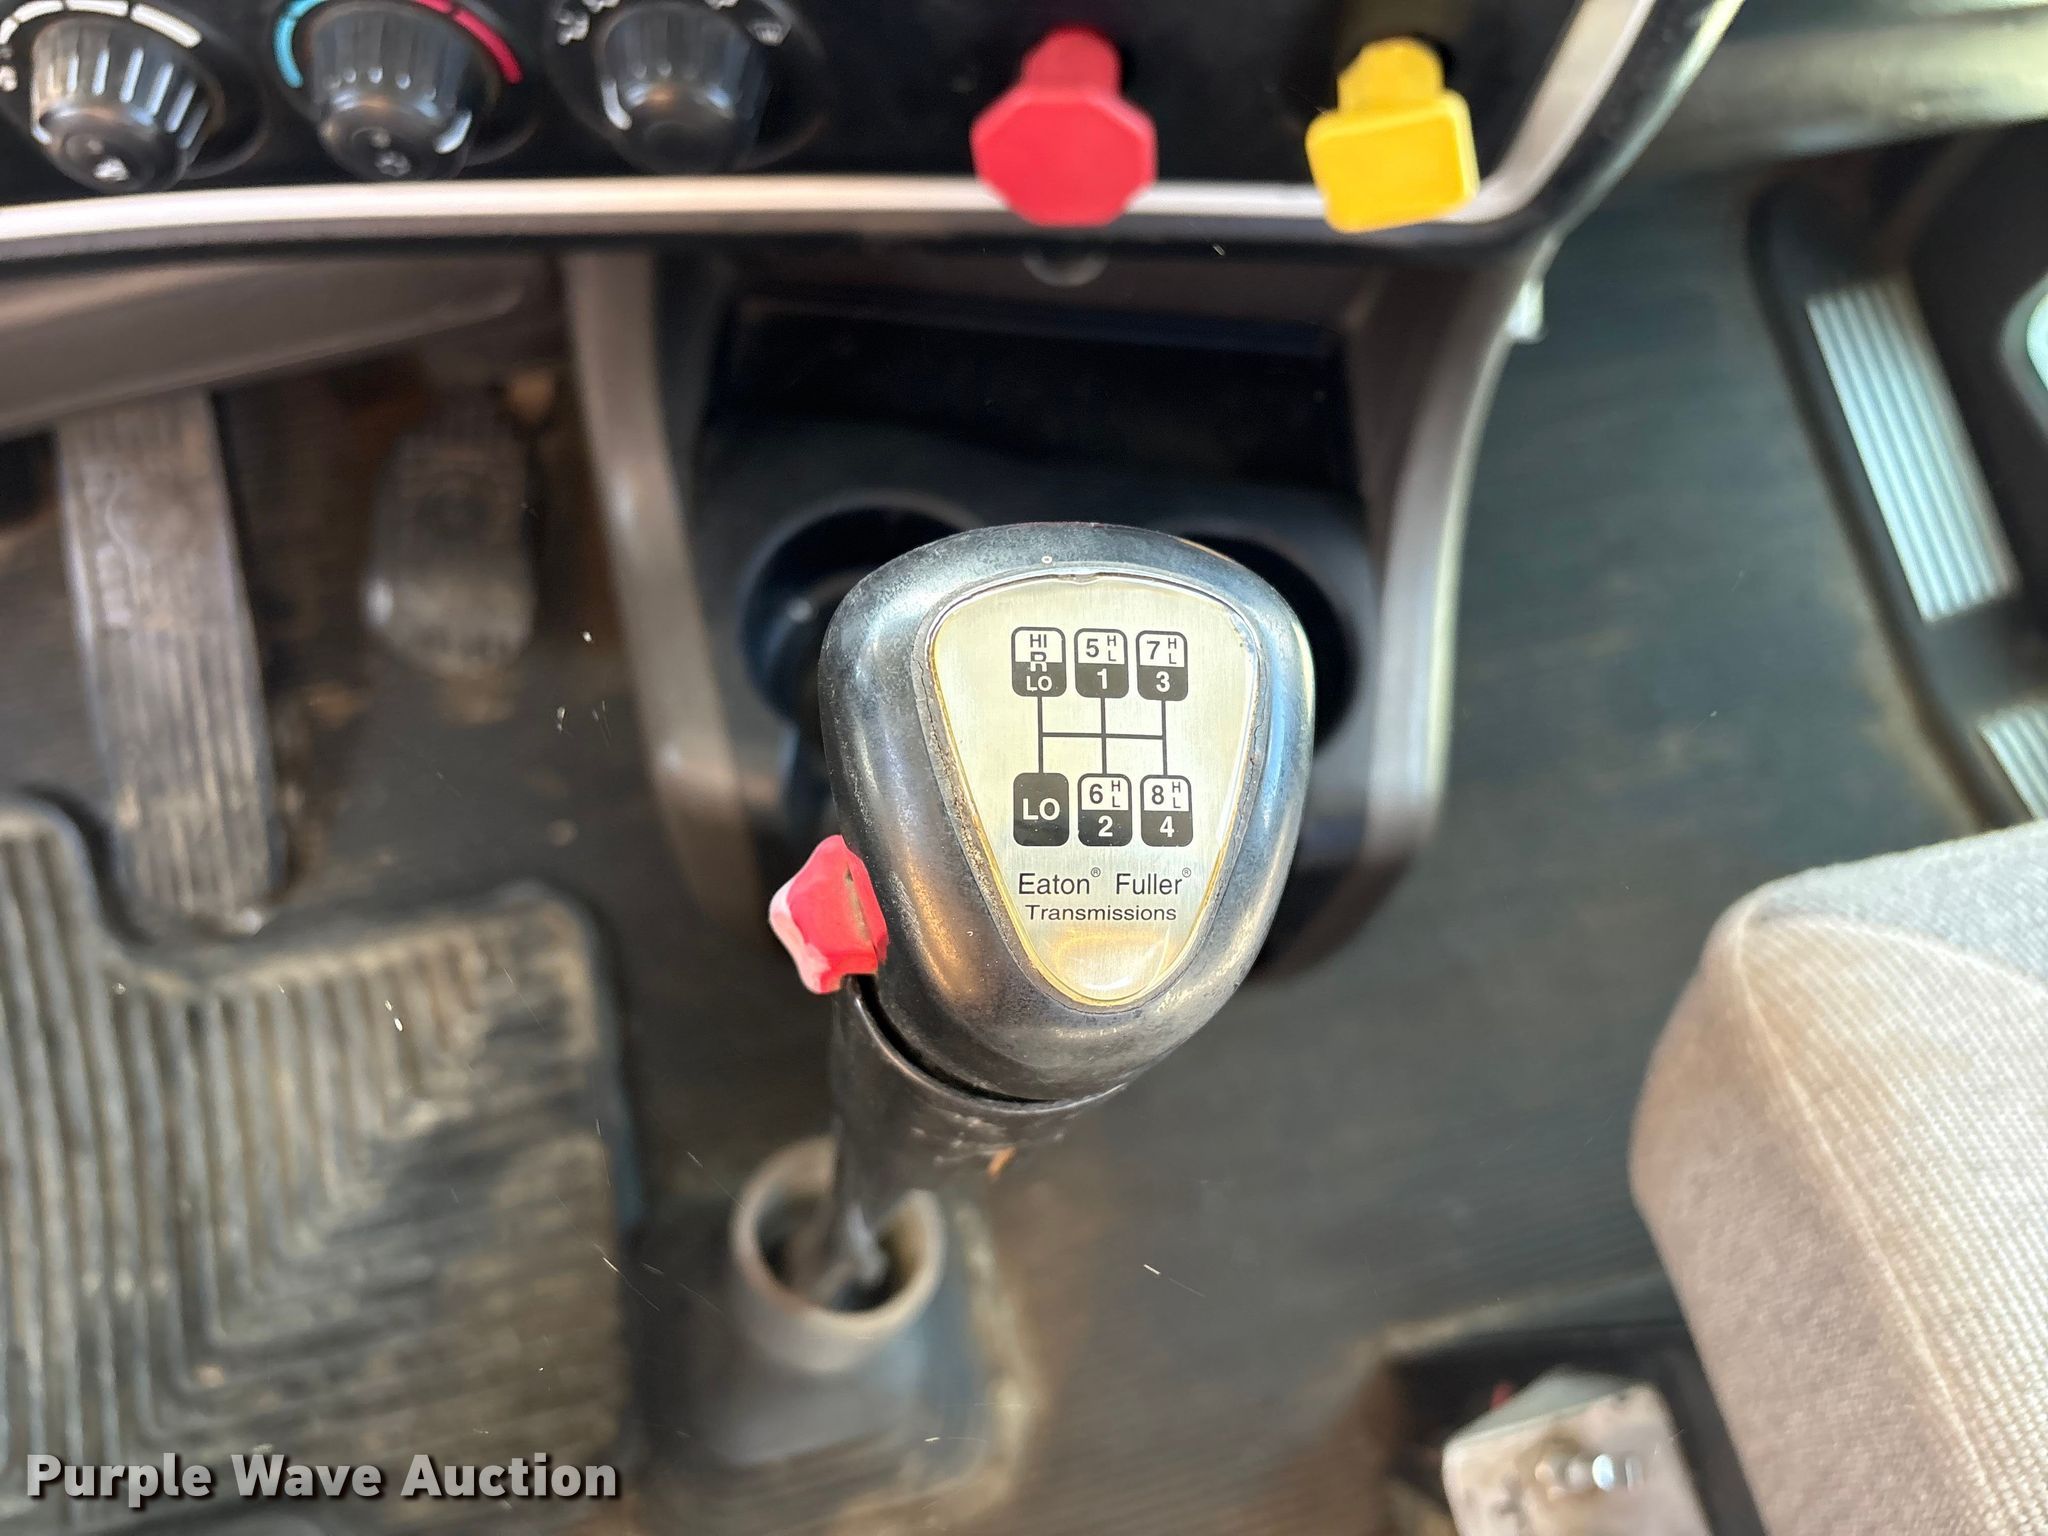 HI 5 H 7 H
R L L
LO 1 3
LO 6 H 8 H
L L
2 4
Eaton® Fuller®
Transmissions
Purple Wave Auction